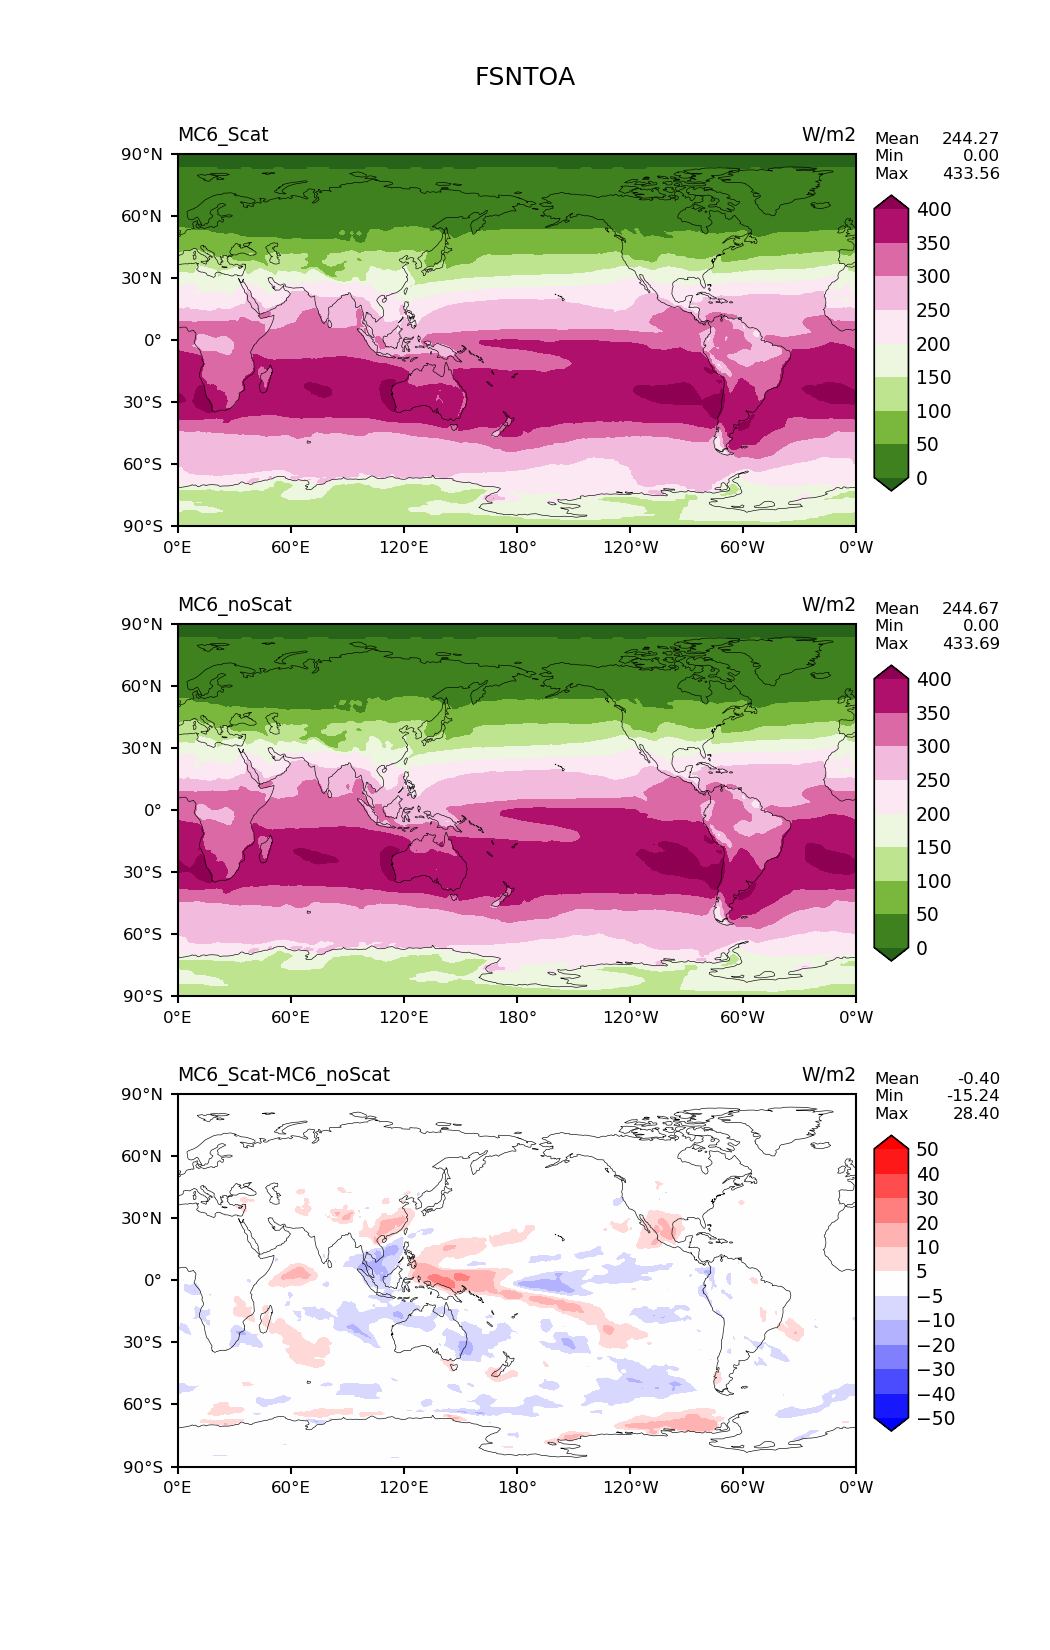 FSNTOA
MC6_Scat W/m2
Mean 244.27
Min 0.00
Max 433.56
90°N
60°N
30°N
0°
30°S
60°S
90°S
0°E 60°E 120°E 180° 120°W 60°W 0°W
400
350
300
250
200
150
100
50
0
MC6_noScat W/m2
Mean 244.67
Min 0.00
Max 433.69
90°N
60°N
30°N
0°
30°S
60°S
90°S
0°E 60°E 120°E 180° 120°W 60°W 0°W
400
350
300
250
200
150
100
50
0
MC6_Scat-MC6_noScat W/m2
Mean -0.40
Min -15.24
Max 28.40
90°N
60°N
30°N
0°
30°S
60°S
90°S
0°E 60°E 120°E 180° 120°W 60°W 0°W
50
40
30
20
10
5
−5
−10
−20
−30
−40
−50